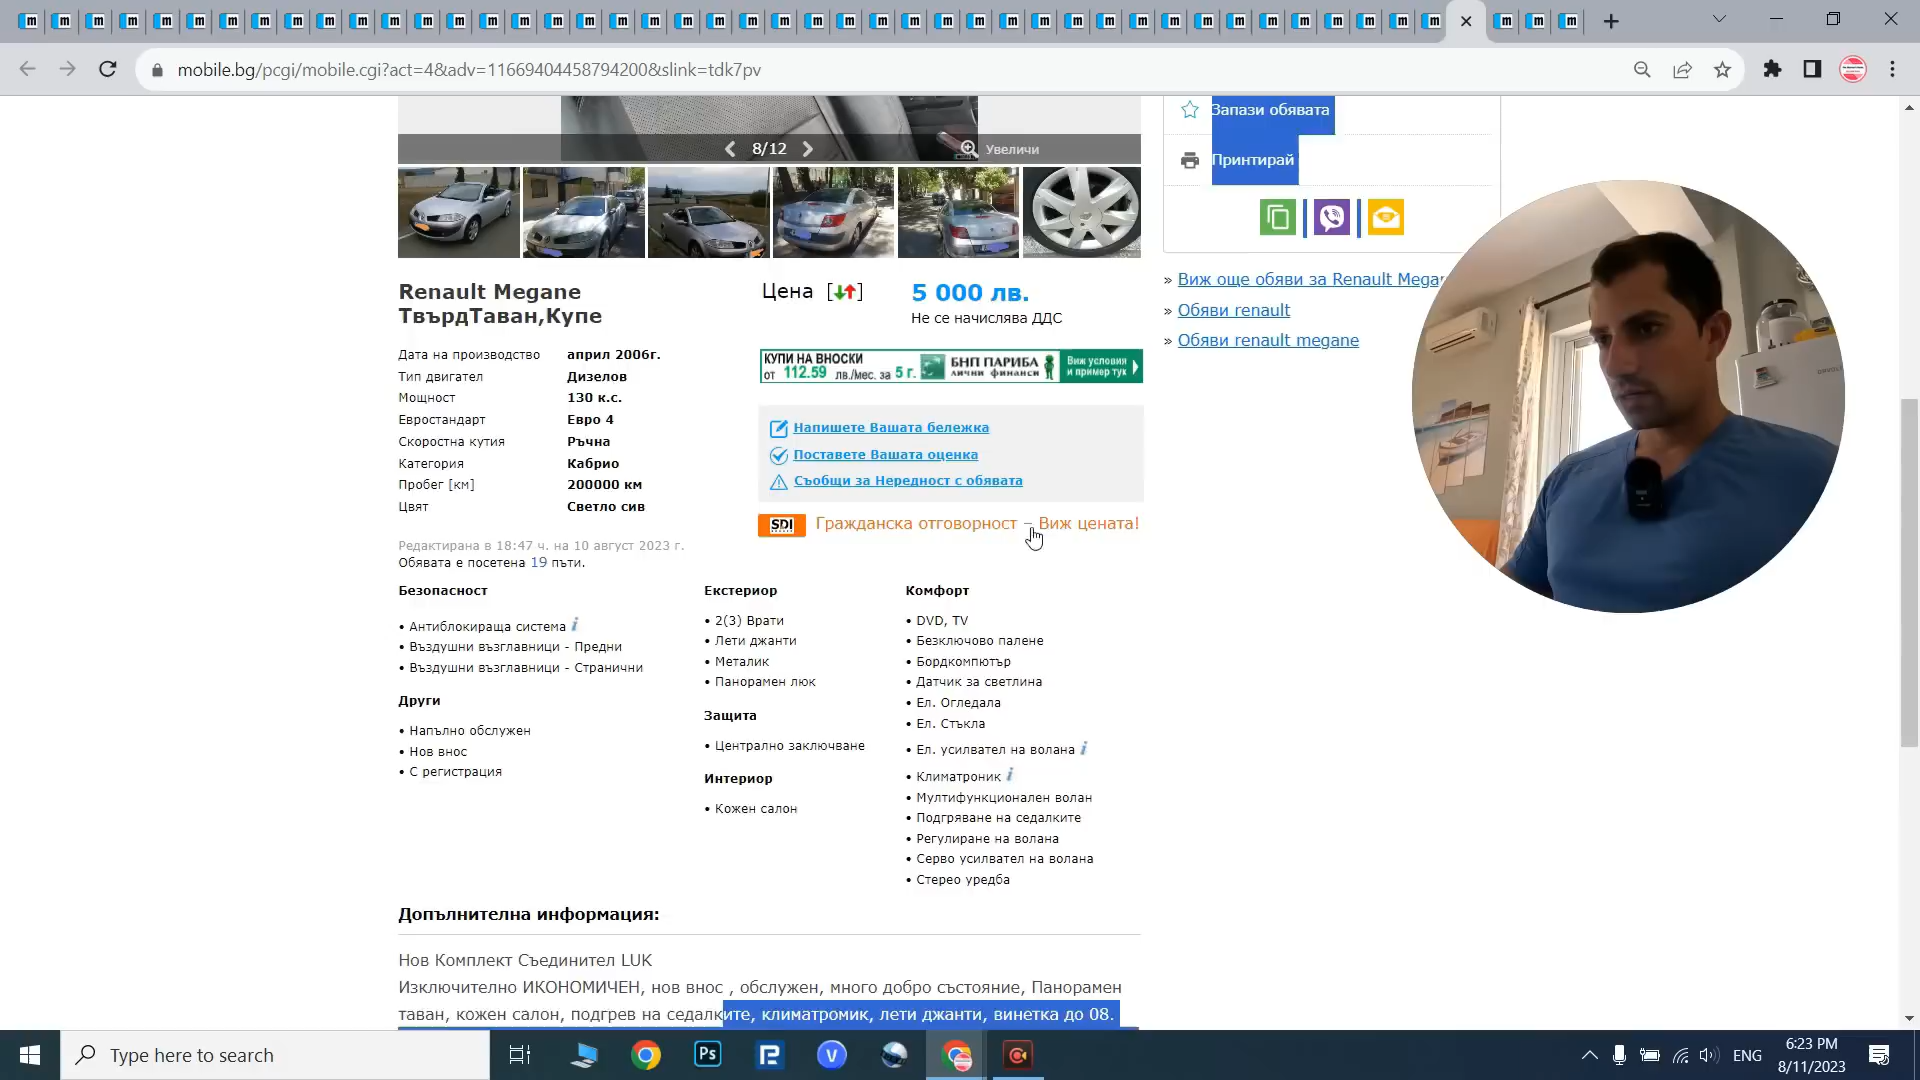 mobile.bg/pcgi/mobile.cgi?act=4&adv=11669404458794200&slink=tdk7pv
8/12
Увеличи
Запази обявата
Принтирай
Renault Megane
ТвърдТаван,Купе
Цена
5 000 лв.
Не се начислява ДДС
» Виж още обяви за Renault Megan
» Обяви renault
» Обяви renault megane
Дата на производство април 2006г.
Тип двигател Дизелов
Мощност 130 к.с.
Евростандарт Евро 4
Скоростна кутия Ръчна
Категория Кабрио
Пробег [км] 200000 км
Цвят Светло сив
КУПИ НА ВНОСКИ
от 112.59 лв./мес. за 5 г.
БНП ПАРИБА
лични финанси
Виж условия
и пример тук
Напишете Вашата бележка
Поставете Вашата оценка
Съобщи за Нередност с обявата
SDI
Гражданска отговорност – Виж цената!
Редактирана в 18:47 ч. на 10 август 2023 г.
Обявата е посетена 19 пъти.
Безопасност
• Антиблокираща система
• Въздушни възглавници - Предни
• Въздушни възглавници - Странични
Други
• Напълно обслужен
• Нов внос
• С регистрация
Екстериор
• 2(3) Врати
• Лети джанти
• Металик
• Панорамен люк
Защита
• Централно заключване
Интериор
• Кожен салон
Комфорт
• DVD, TV
• Безключово палене
• Бордкомпютър
• Датчик за светлина
• Ел. Огледала
• Ел. Стъкла
• Ел. усилвател на волана
• Климатроник
• Мултифункционален волан
• Подгряване на седалките
• Регулиране на волана
• Серво усилвател на волана
• Стерео уредба
Допълнителна информация:
Нов Комплект Съединител LUK
Изключително ИКОНОМИЧЕН, нов внос , обслужен, много добро състояние, Панорамен
таван, кожен салон, подгрев на седалките, климатромик, лети джанти, винетка до 08.
Type here to search
Ps
V
ENG
6:23 PM
8/11/2023